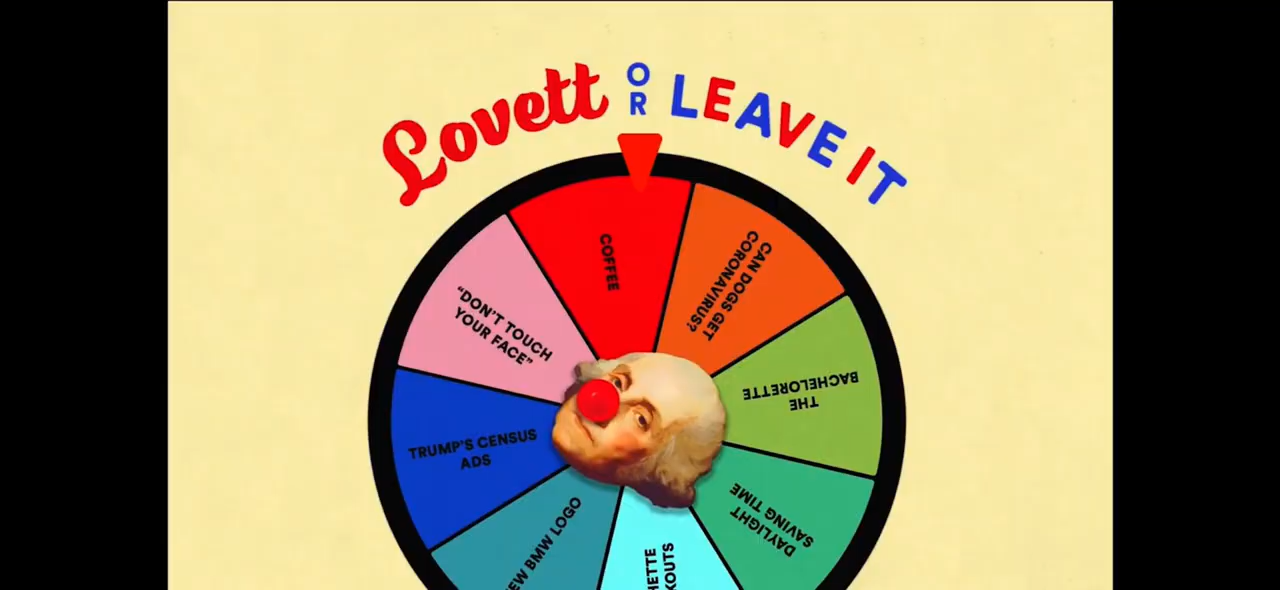 Lovett
OR
LEAVE IT
COFFEE
CAN DOGS GET
CORONAVIRUS?
THE
BACHELORETTE
DAYLIGHT
SAVING TIME
BMW LOGO
TRUMP'S CENSUS
ADS
"DON'T TOUCH
YOUR FACE"